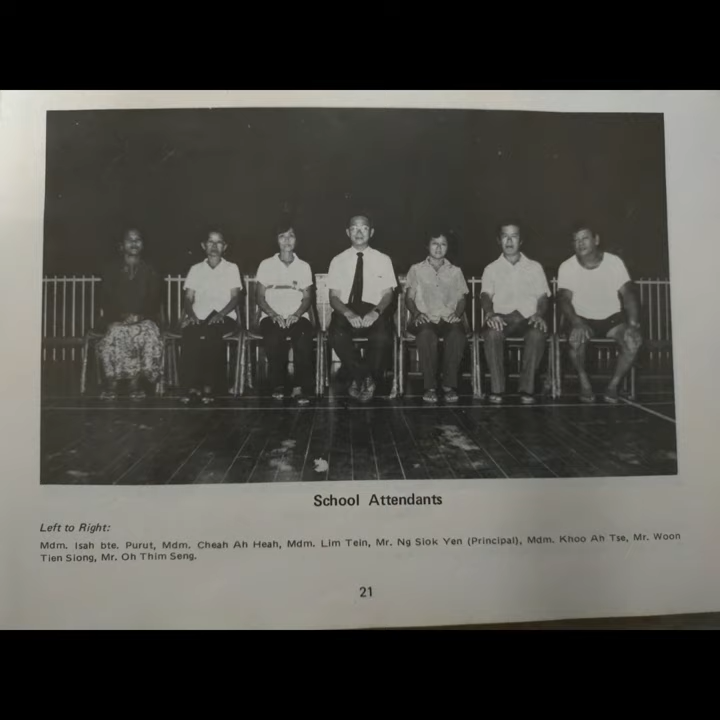 School Attendants
Left to Right:
Mdm. Isah bte. Purut, Mdm. Cheah Ah Heah, Mdm. Lim Tein, Mr. Ng Siok Yen (Principal), Mdm. Khoo Ah Tse, Mr. Woon
Tien Siong, Mr. Oh Thim Seng.
21